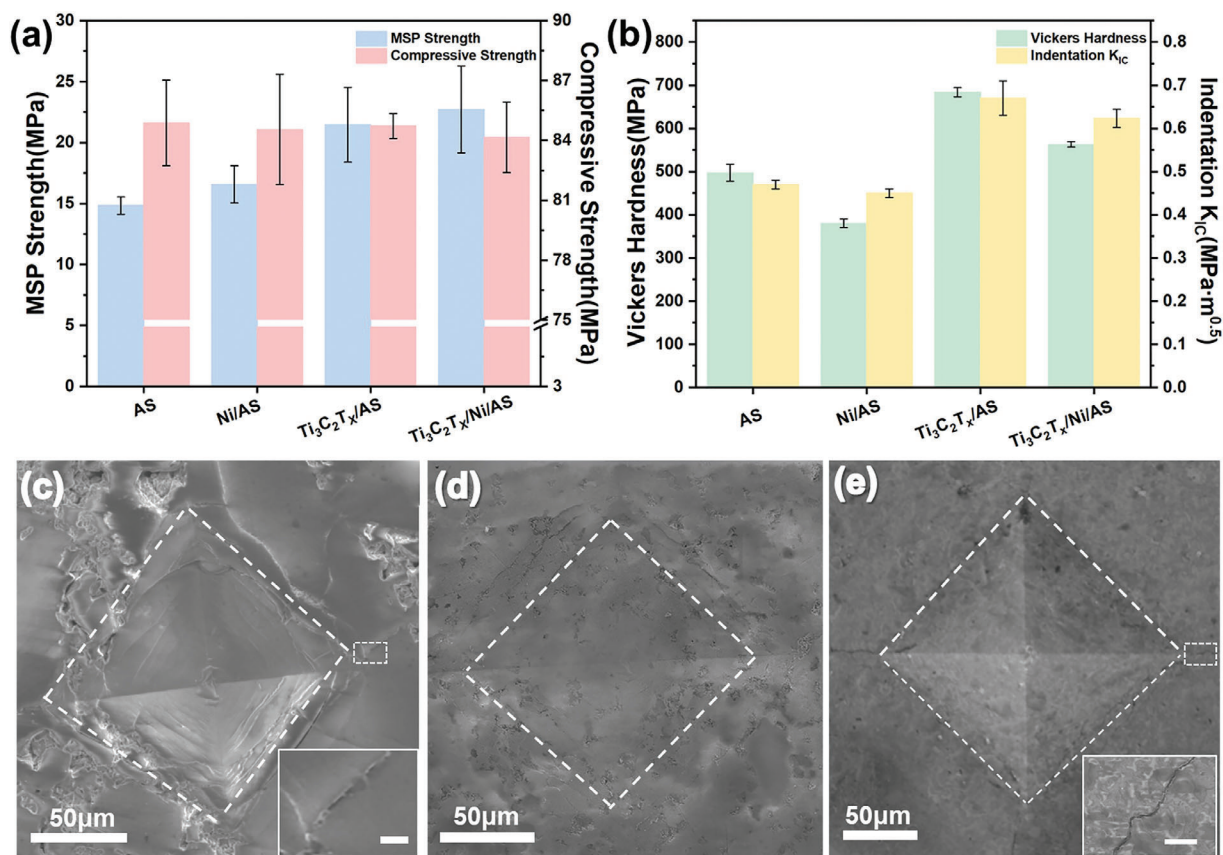 (a)
MSP Strength
Compressive Strength
MSP Strength(MPa)
30
25
20
15
10
5
0
90
87
84
81
78
75
3
Compressive Strength(MPa)
AS
Ni/AS
Ti₃C₂Tₓ/AS
Ti₃C₂Tₓ/Ni/AS
(b)
Vickers Hardness
Indentation K_IC
Vickers Hardness(MPa)
800
700
600
500
400
300
200
100
0
0.8
0.7
0.6
0.5
0.4
0.3
0.2
0.1
0.0
Indentation K_IC(MPa·m^0.5)
AS
Ni/AS
Ti₃C₂Tₓ/AS
Ti₃C₂Tₓ/Ni/AS
(c)
50μm
(d)
50μm
(e)
50μm